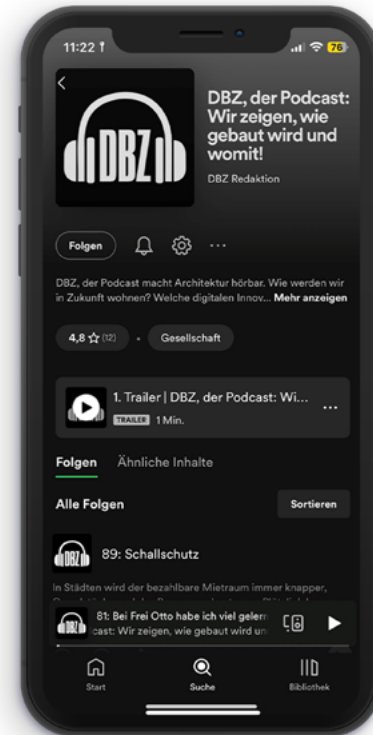 11:22
76
DBZ
DBZ, der Podcast:
Wir zeigen, wie
gebaut wird und
womit!
DBZ Redaktion
Folgen
DBZ, der Podcast macht Architektur hörbar. Wie werden wir
in Zukunft wohnen? Welche digitalen Innov... Mehr anzeigen
4,8 (12)
Gesellschaft
1. Trailer | DBZ, der Podcast: Wi...
TRAILER 1 Min.
Folgen Ähnliche Inhalte
Alle Folgen Sortieren
DBZ
89: Schallschutz
In Städten wird der bezahlbare Mietraum immer knapper,
DBZ
81: Bei Frei Otto habe ich viel gelern
cast: Wir zeigen, wie gebaut wird un
Start Suche Bibliothek